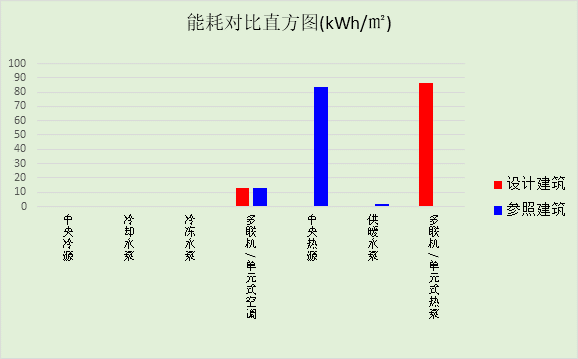 能耗对比直方图(kWh/㎡)
100
90
80
70
60
50
40
30
20
10
0
中央冷源
冷却水泵
冷冻水泵
多联机/单元式空调
中央热源
供暖水泵
多联机/单元式热泵
设计建筑
参照建筑